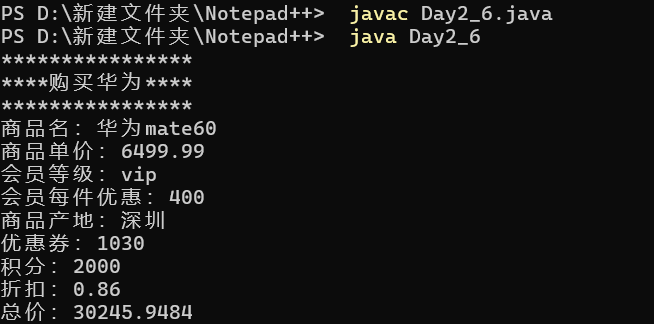 PS D:\新建文件夹\Notepad++>  javac Day2_6.java
PS D:\新建文件夹\Notepad++>  java Day2_6
****************
****购买华为****
****************
商品名：华为mate60
商品单价：6499.99
会员等级：vip
会员每件优惠：400
商品产地：深圳
优惠券：1030
积分：2000
折扣：0.86
总价：30245.9484